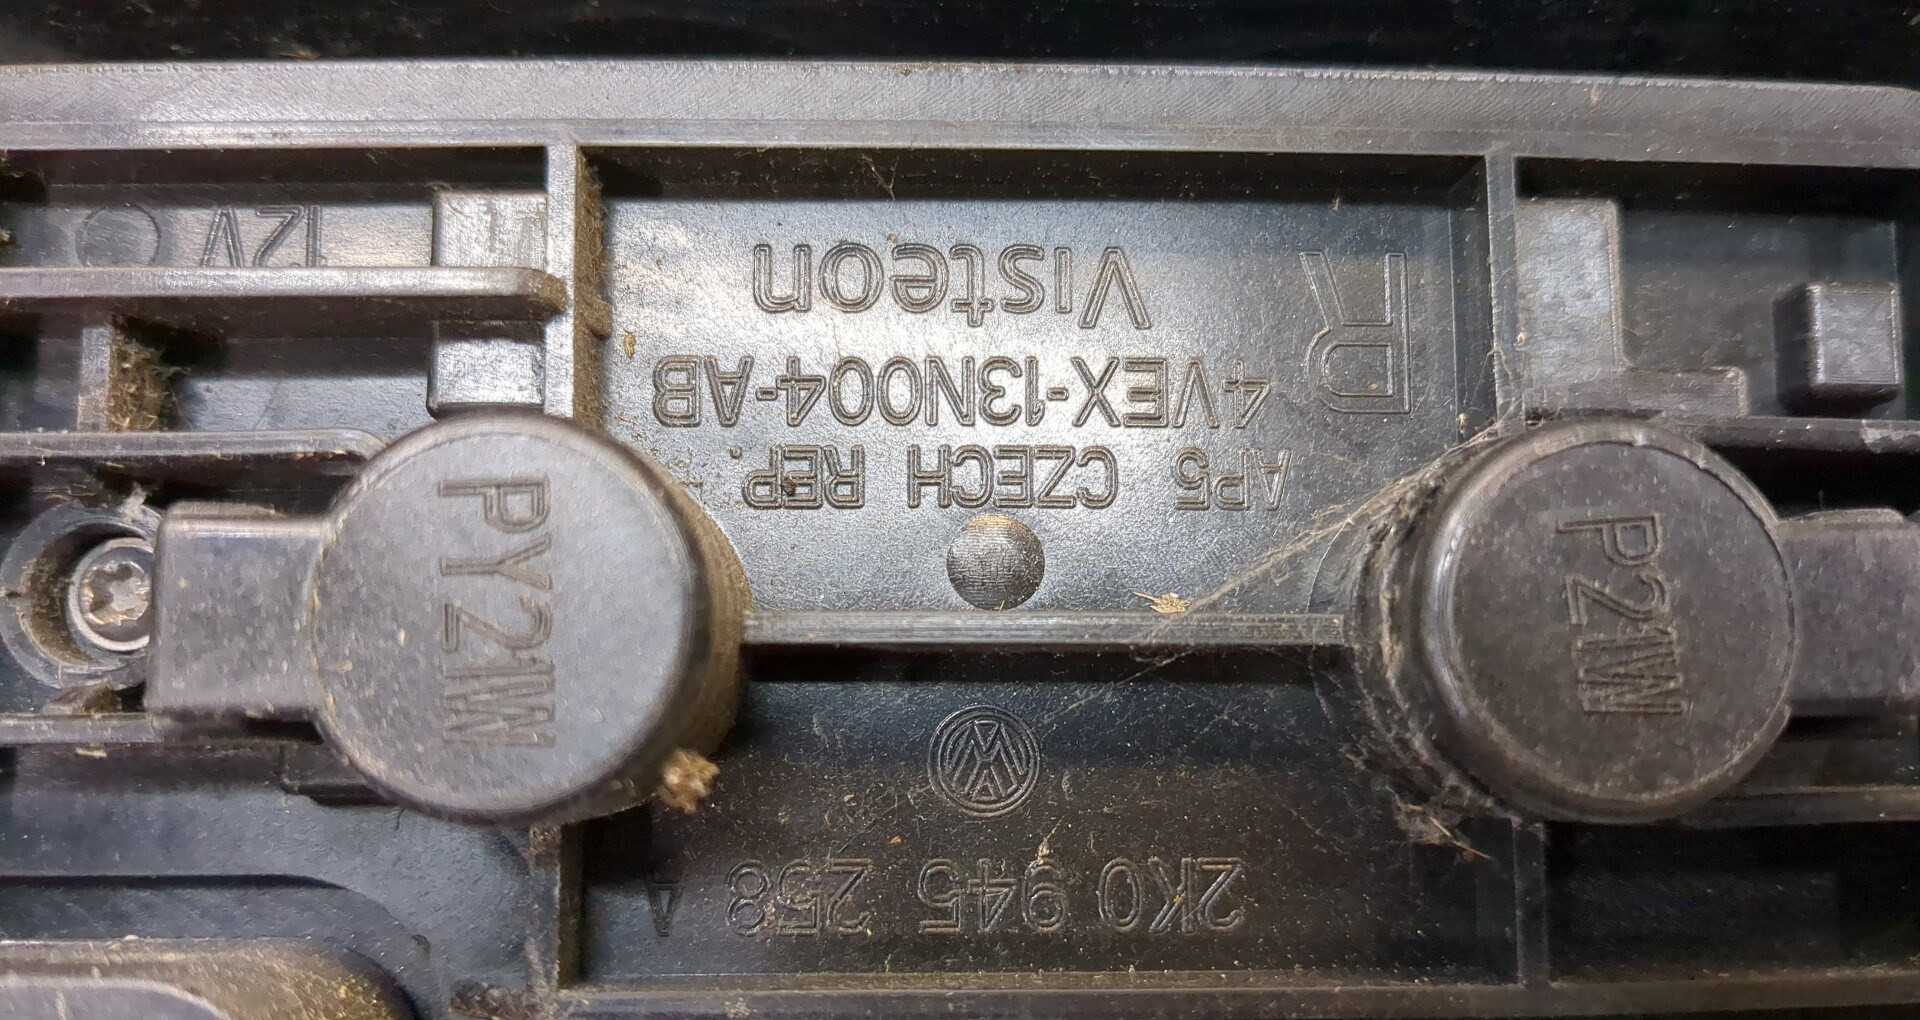 2K0 945 258 A
P21W
PY21W
AP5 CZECH REP.
4VEX-13N004-AB
R
Visteon
12V